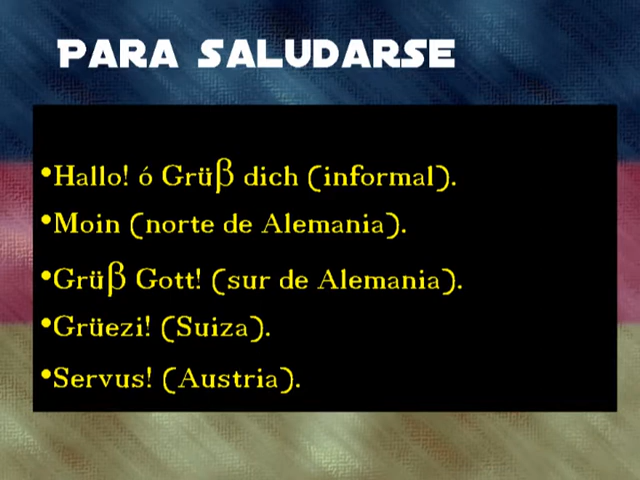 PARA SALUDARSE
•Hallo! ó Grüβ dich (informal).
•Moin (norte de Alemania).
•Grüβ Gott! (sur de Alemania).
•Grüezi! (Suiza).
•Servus! (Austria).